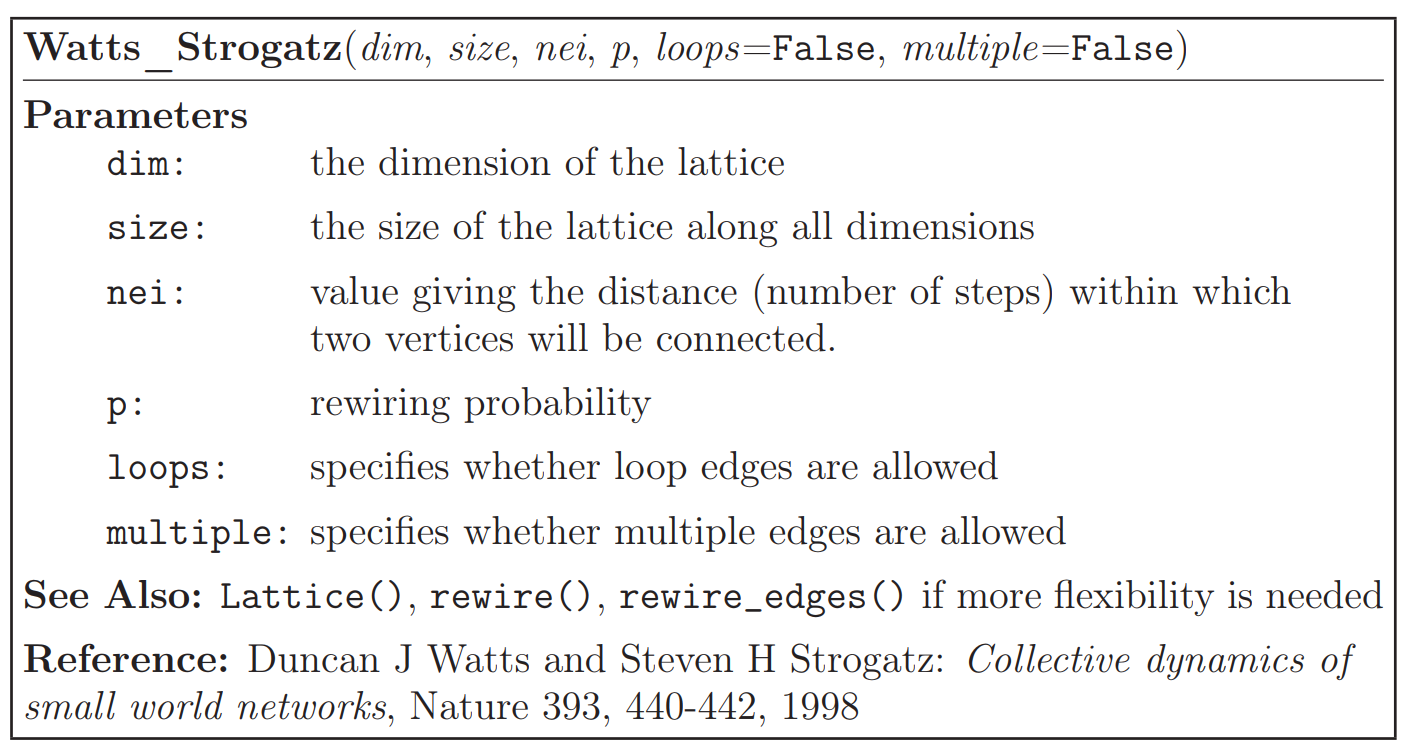 Watts_Strogatz(dim, size, nei, p, loops=False, multiple=False)
Parameters
dim: the dimension of the lattice
size: the size of the lattice along all dimensions
nei: value giving the distance (number of steps) within which
two vertices will be connected.
p: rewiring probability
loops: specifies whether loop edges are allowed
multiple: specifies whether multiple edges are allowed
See Also: Lattice(), rewire(), rewire_edges() if more flexibility is needed
Reference: Duncan J Watts and Steven H Strogatz: Collective dynamics of
small world networks, Nature 393, 440-442, 1998